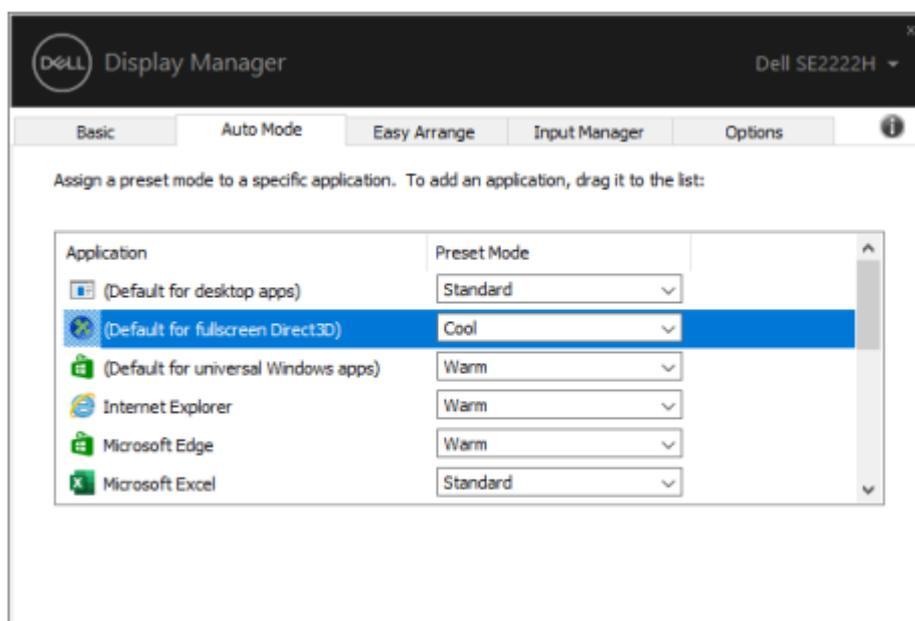 DELL Display Manager Dell SE2222H
Basic Auto Mode Easy Arrange Input Manager Options
Assign a preset mode to a specific application. To add an application, drag it to the list:
Application Preset Mode
(Default for desktop apps) Standard
(Default for fullscreen Direct3D) Cool
(Default for universal Windows apps) Warm
Internet Explorer Warm
Microsoft Edge Warm
Microsoft Excel Standard